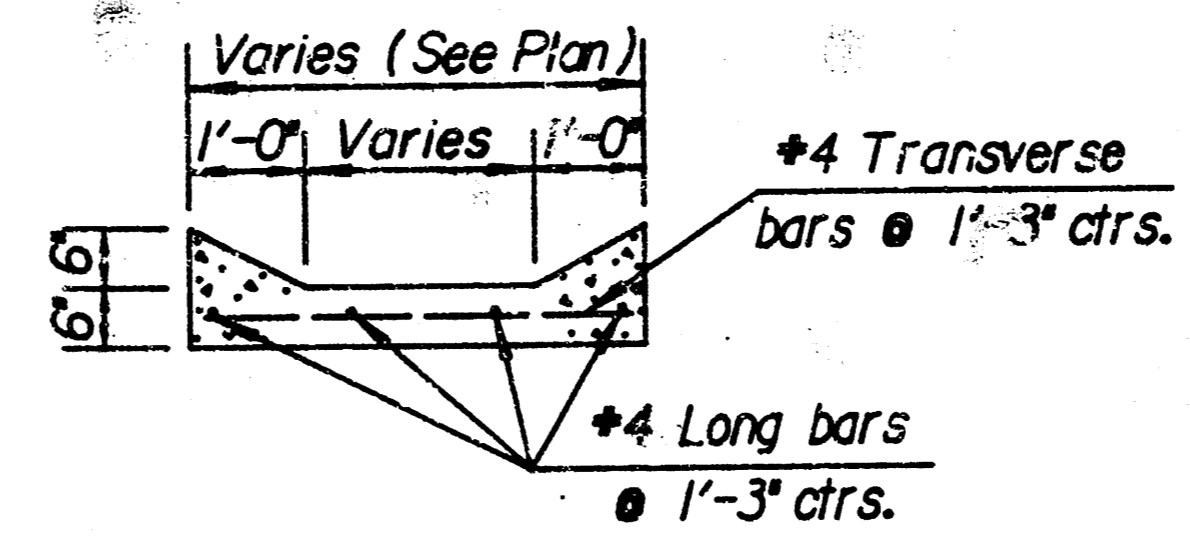 Varies (See Plan)
1'-0" Varies 1'-0"
#4 Transverse
bars @ 1'-3" ctrs.
6"
6"
#4 Long bars
@ 1'-3" ctrs.